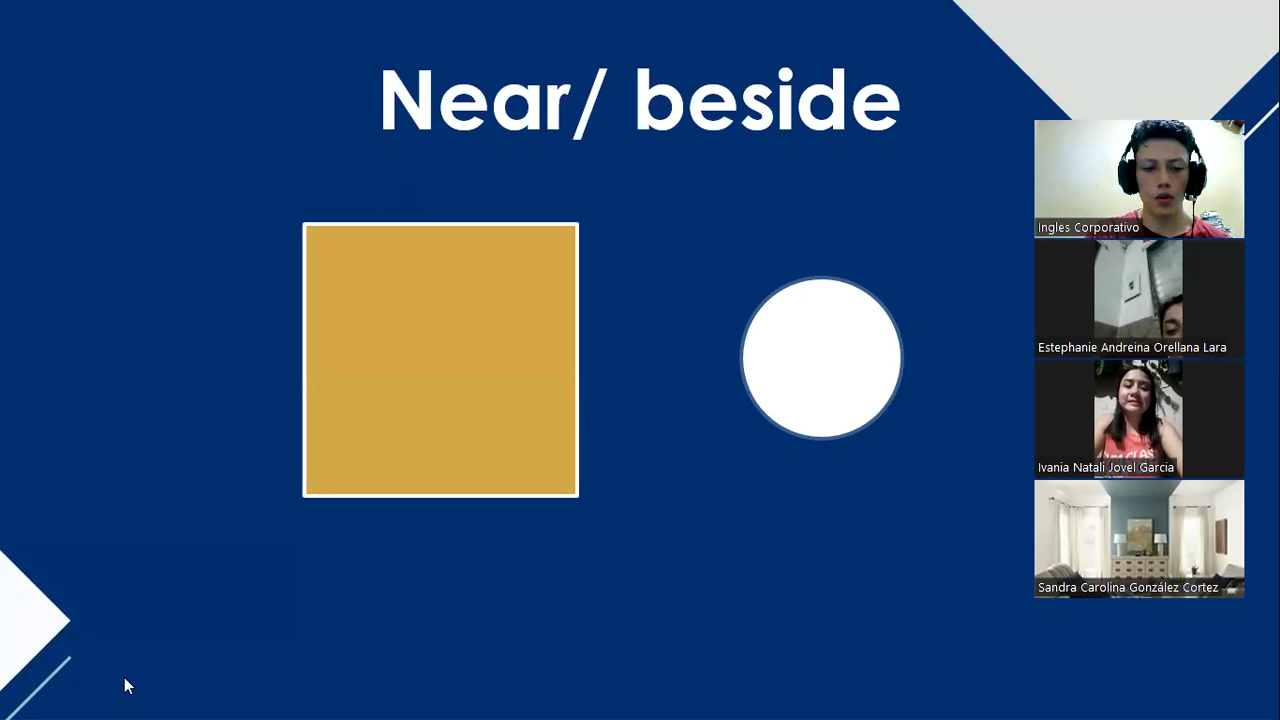 Near/ beside
Ingles Corporativo
Estephanie Andreina Orellana Lara
Ivania Natali Jovel Garcia
Sandra Carolina González Cortez